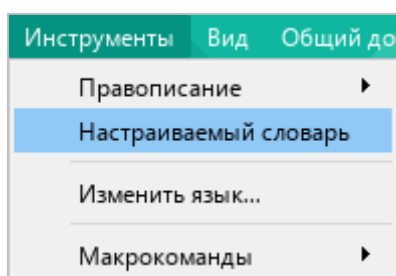 Инструменты Вид Общий до
Правописание
Настраиваемый словарь
Изменить язык...
Макрокоманды